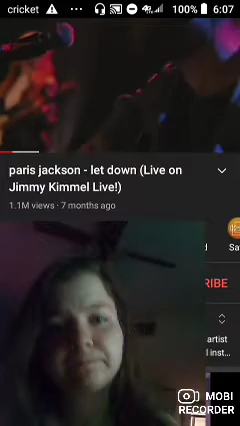 cricket 4G 100% 6:07
paris jackson - let down (Live on
Jimmy Kimmel Live!)
1.1M views · 7 months ago
RIBE
artist
MOBI
RECORDER